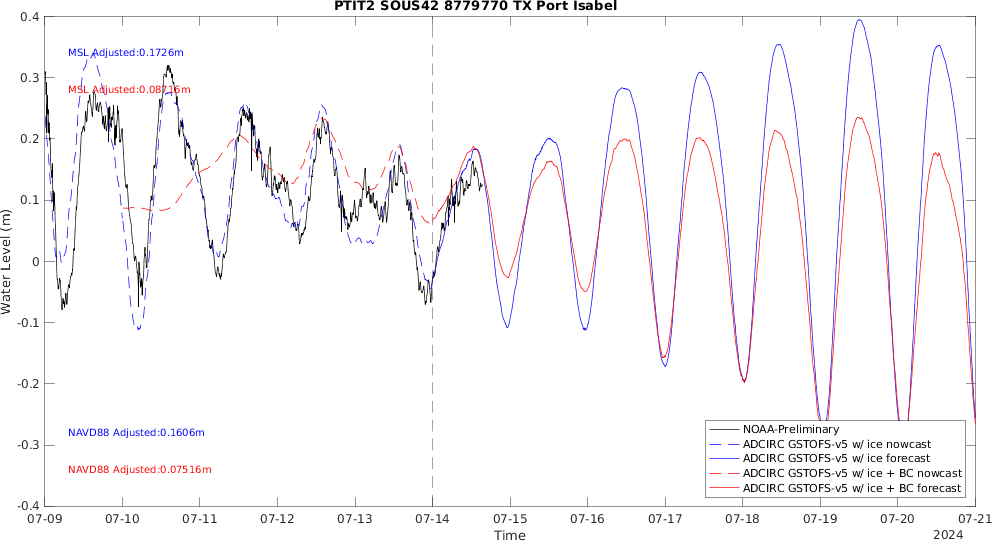 PTIT2 SOUS42 8779770 TX Port Isabel
0.4
0.3
0.2
0.1
0
-0.1
-0.2
-0.3
-0.4
Water Level (m)
MSL Adjusted:0.1726m
MSL Adjusted:0.08716m
NAVD88 Adjusted:0.1606m
NAVD88 Adjusted:0.07516m
NOAA-Preliminary
ADCIRC GSTOFS-v5 w/ ice nowcast
ADCIRC GSTOFS-v5 w/ ice forecast
ADCIRC GSTOFS-v5 w/ ice + BC nowcast
ADCIRC GSTOFS-v5 w/ ice + BC forecast
07-09 07-10 07-11 07-12 07-13 07-14 07-15 07-16 07-17 07-18 07-19 07-20 07-21
Time
2024